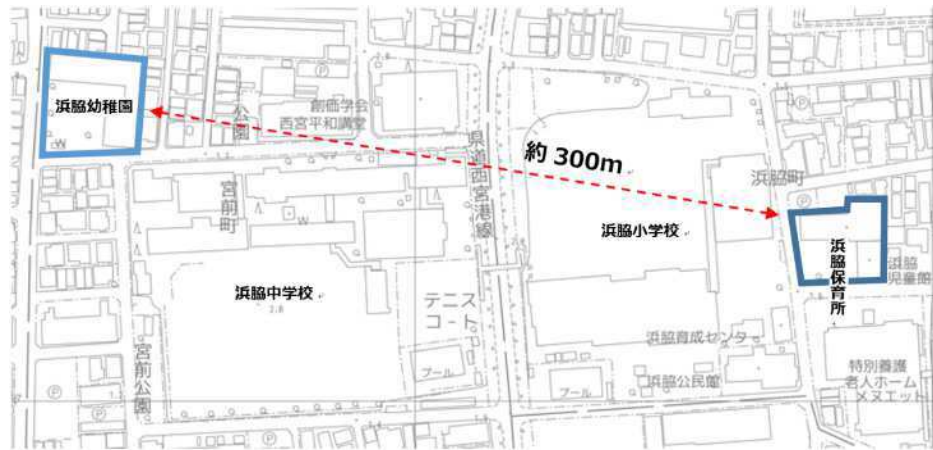 浜脇幼稚園
公園
創価学会
西宮平和講堂
県道西宮港線
約 300m
浜脇町
宮前町
浜脇小学校
浜脇保育所
浜脇
児童館
浜脇中学校
2.8
テニス
コート
プール
宮前公園
浜脇育成センタ
浜脇公民館
プール
特別養護
老人ホーム
メヌエット
W
W
P
P
P
P
P